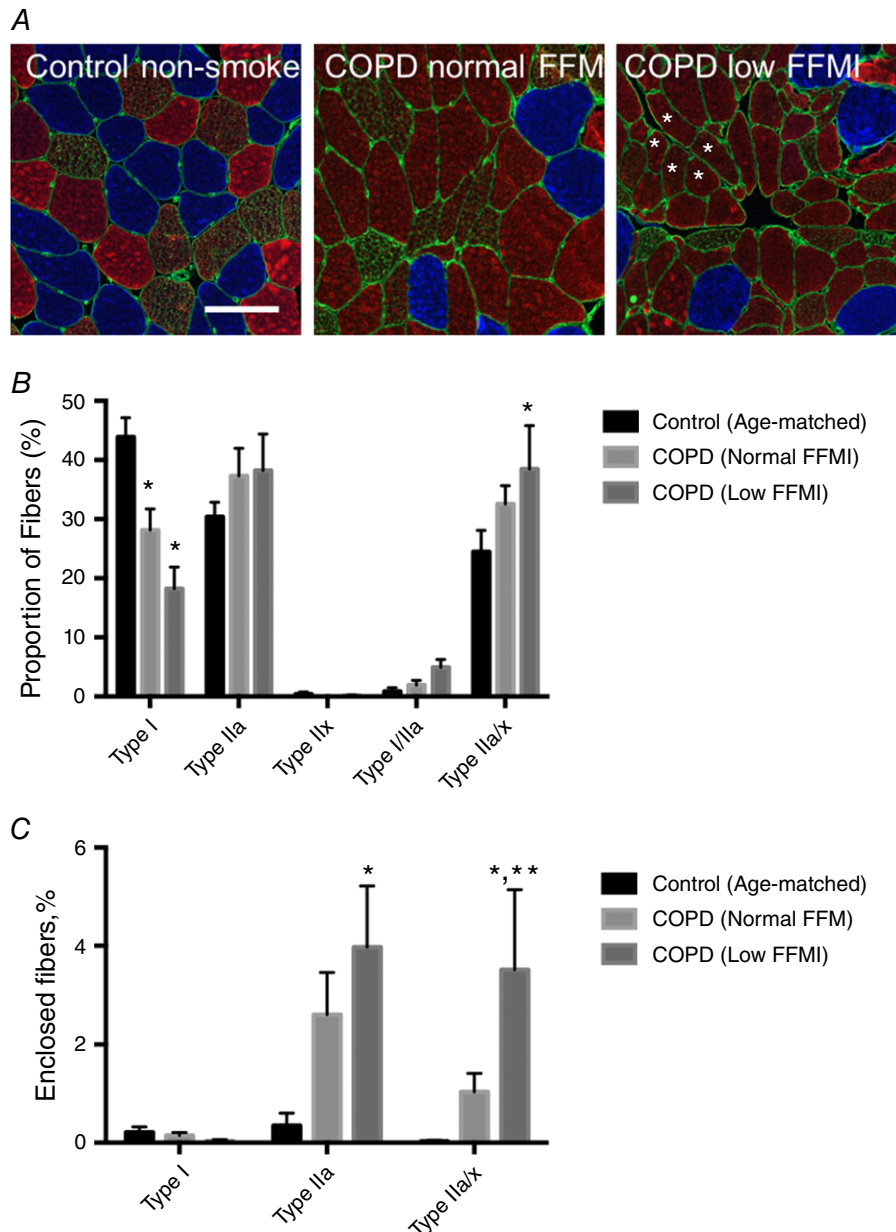 A
Control non-smoke
COPD normal FFM
COPD low FFMI
*
*
*
*
*
B
Proportion of Fibers (%)
50
40
30
20
10
0
*
*
*
Type I
Type IIa
Type IIx
Type I/IIa
Type IIa/x
Control (Age-matched)
COPD (Normal FFMI)
COPD (Low FFMI)
C
Enclosed fibers,%
6
4
2
0
*
*,**
Type I
Type IIa
Type IIa/x
Control (Age-matched)
COPD (Normal FFM)
COPD (Low FFMI)